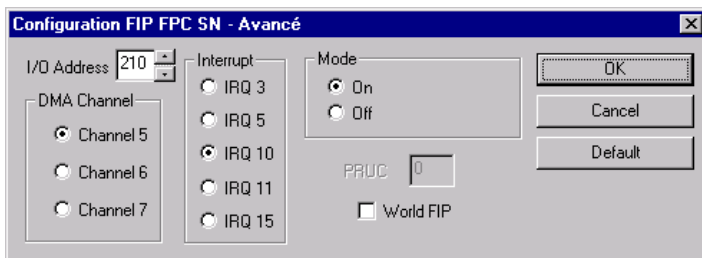 Configuration FIP FPC SN - Avancé
I/O Address 210
DMA Channel
Channel 5
Channel 6
Channel 7
Interrupt
IRQ 3
IRQ 5
IRQ 10
IRQ 11
IRQ 15
Mode
On
Off
PRUC 0
World FIP
OK
Cancel
Default